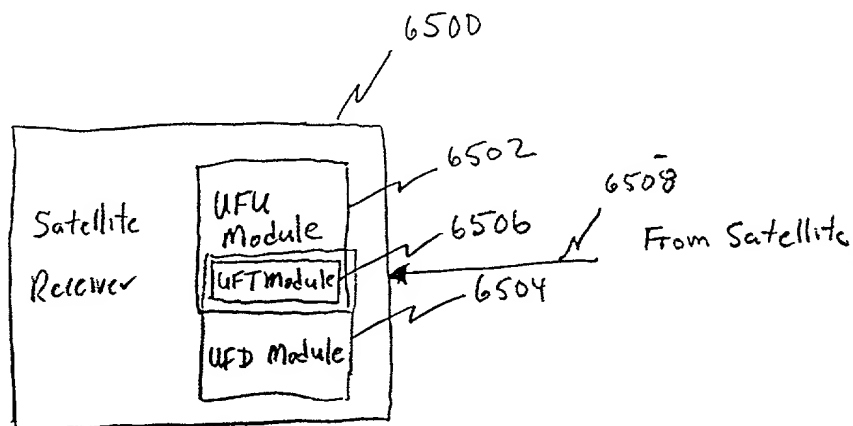 6500
6502
6508
UFU
Module
6506
Satellite
From Satellite
Receiver
UFT Module
6504
UFD Module